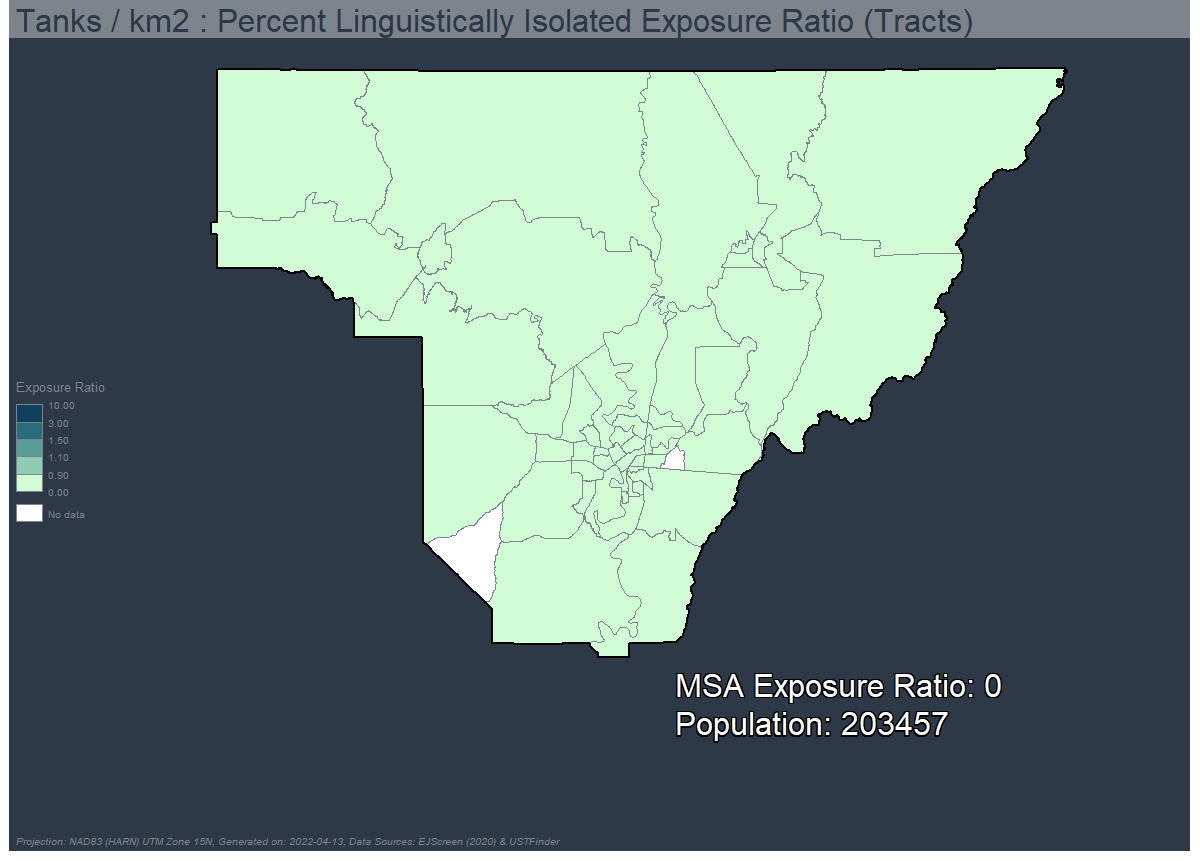 Tanks / km2 : Percent Linguistically Isolated Exposure Ratio (Tracts)
Exposure Ratio
10.00
3.00
1.50
1.10
0.90
0.00
No data
MSA Exposure Ratio: 0
Population: 203457
Projection: NAD83 (HARN) UTM Zone 15N, Generated on: 2022-04-13, Data Sources: EJScreen (2020) & USTFinder